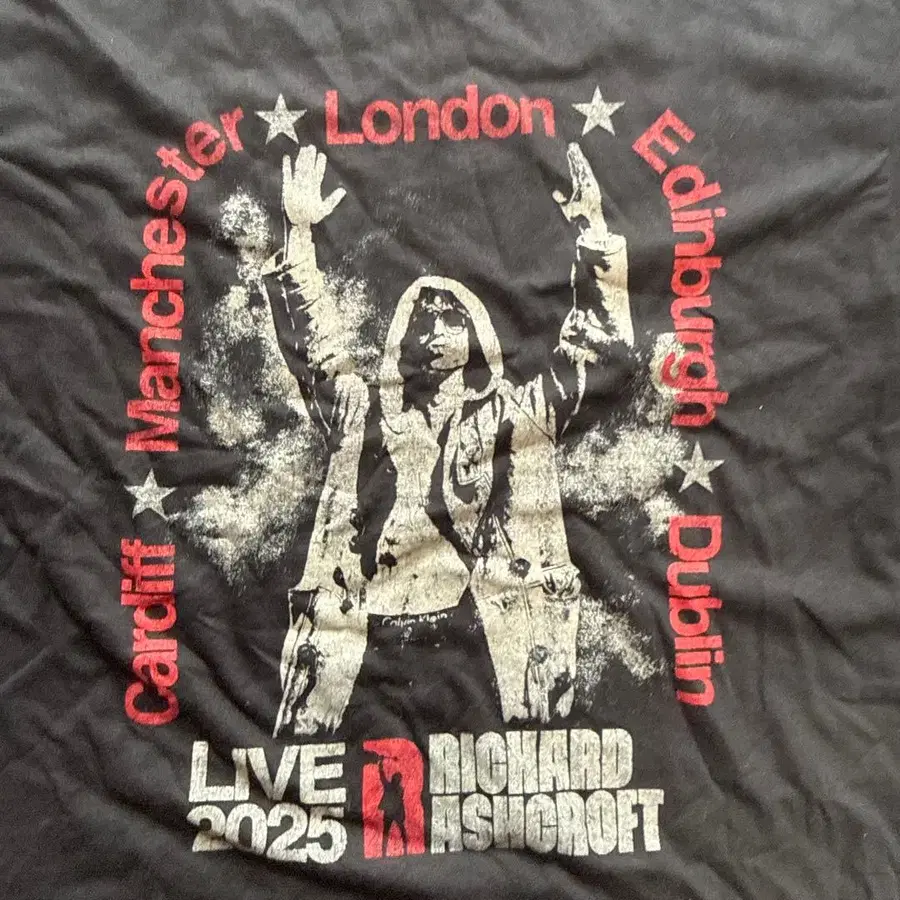 Cardiff
Manchester
London
Edinburgh
Dublin
Calvin Klein
LIVE
2025
RICHARD
ASHCROFT